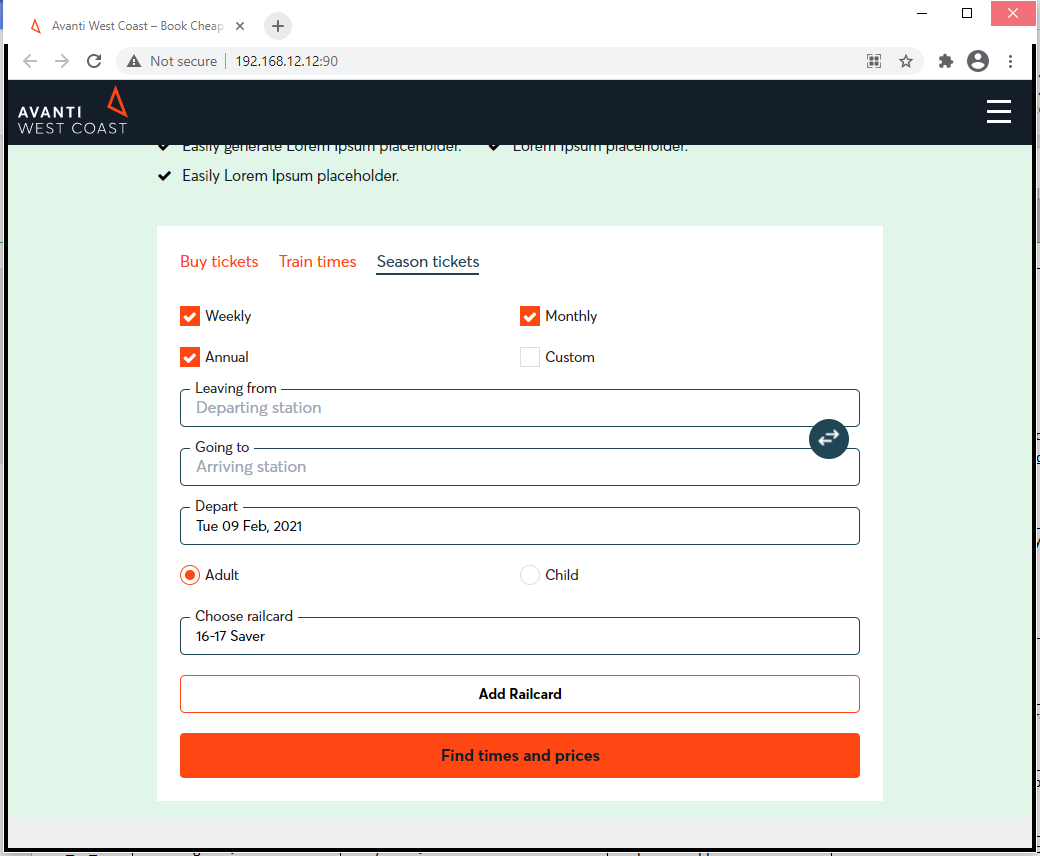 Avanti West Coast – Book Cheap
Not secure | 192.168.12.12:90
AVANTI
WEST COAST
Easily generate Lorem Ipsum placeholder. Lorem Ipsum placeholder.
Easily Lorem Ipsum placeholder.
Buy tickets Train times Season tickets
Weekly Monthly
Annual Custom
Leaving from
Departing station
Going to
Arriving station
Depart
Tue 09 Feb, 2021
Adult Child
Choose railcard
16-17 Saver
Add Railcard
Find times and prices